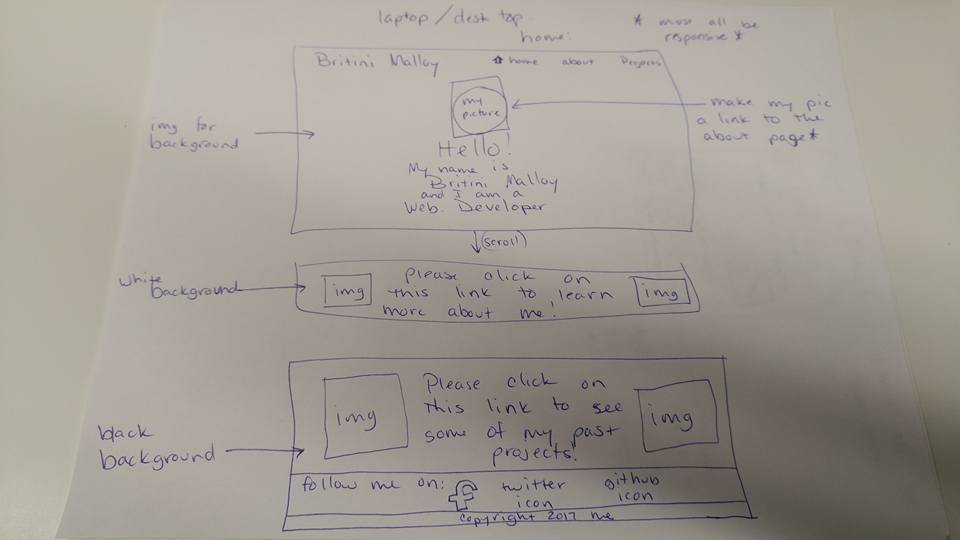 laptop/desk top
home:
* must all be
responsive *
Britini Malloy
home about Projects
my
picture
make my pic
a link to the
about page*
img for
background
Hello!
My name is
Britini Malloy
and I am a
Web. Developer
(scroll)
white
background
img
Please click on
this link to learn
more about me!
img
black
background
img
Please click on
this link to see
some of my past
projects!
img
follow me on: f twitter
icon
github
icon
copyright 2017 me